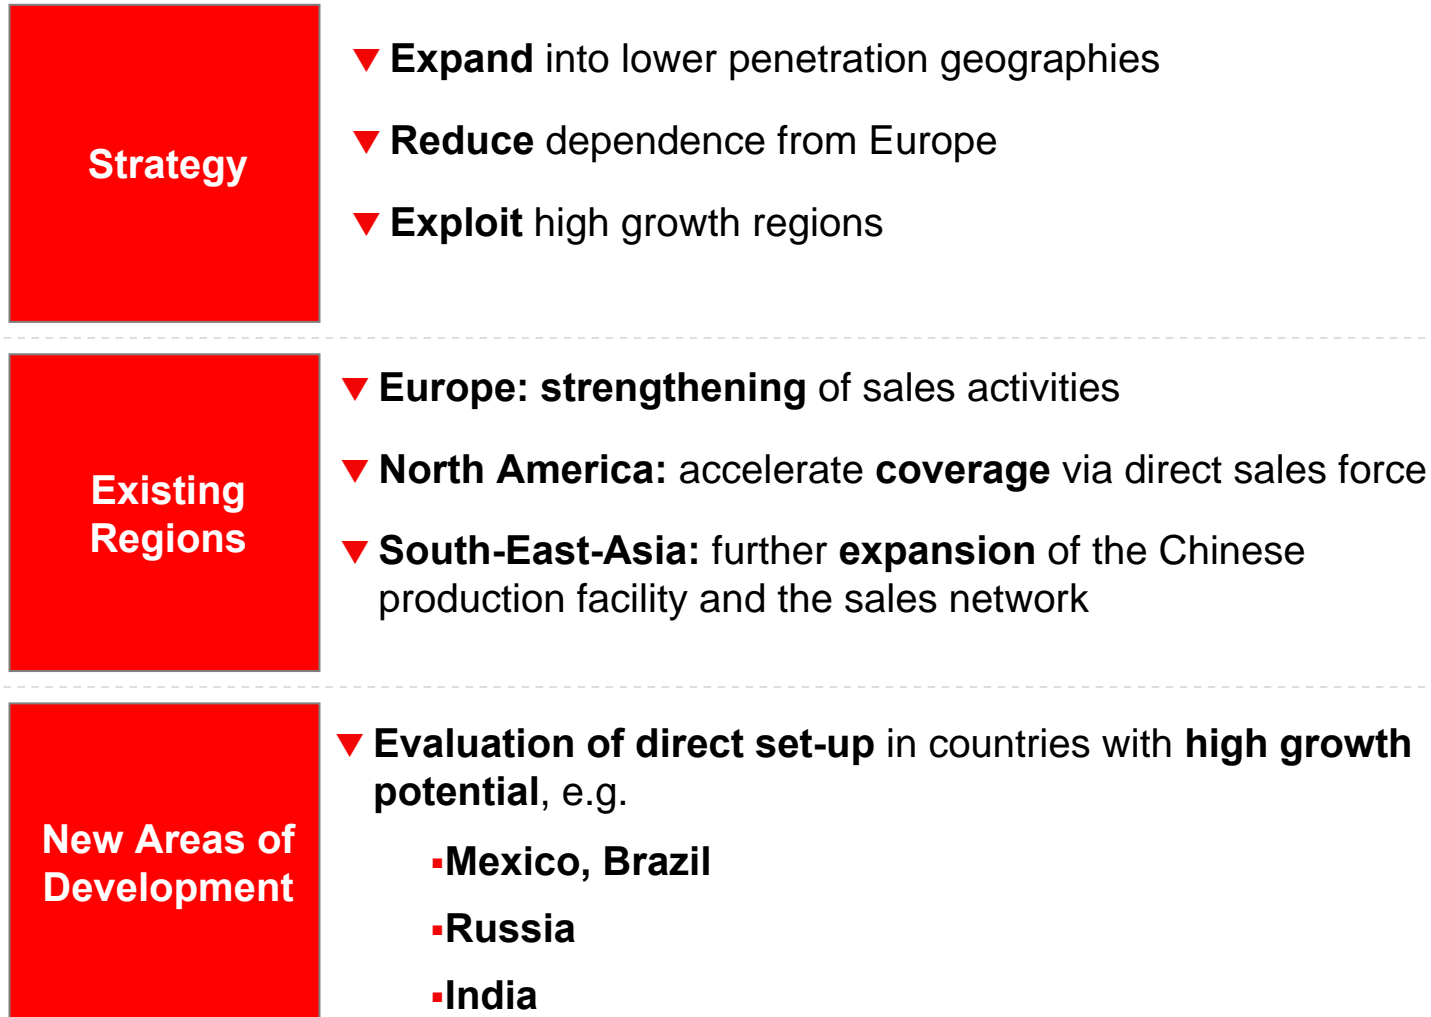 Strategy
▼ Expand into lower penetration geographies
▼ Reduce dependence from Europe
▼ Exploit high growth regions
Existing
Regions
▼ Europe: strengthening of sales activities
▼ North America: accelerate coverage via direct sales force
▼ South-East-Asia: further expansion of the Chinese
production facility and the sales network
New Areas of
Development
▼ Evaluation of direct set-up in countries with high growth
potential, e.g.
▪Mexico, Brazil
▪Russia
▪India